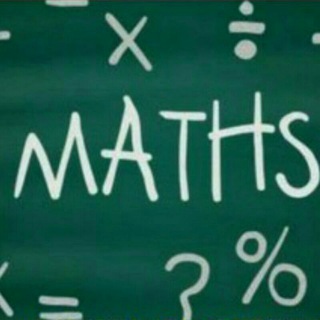 × ÷
MATHS
= ? %